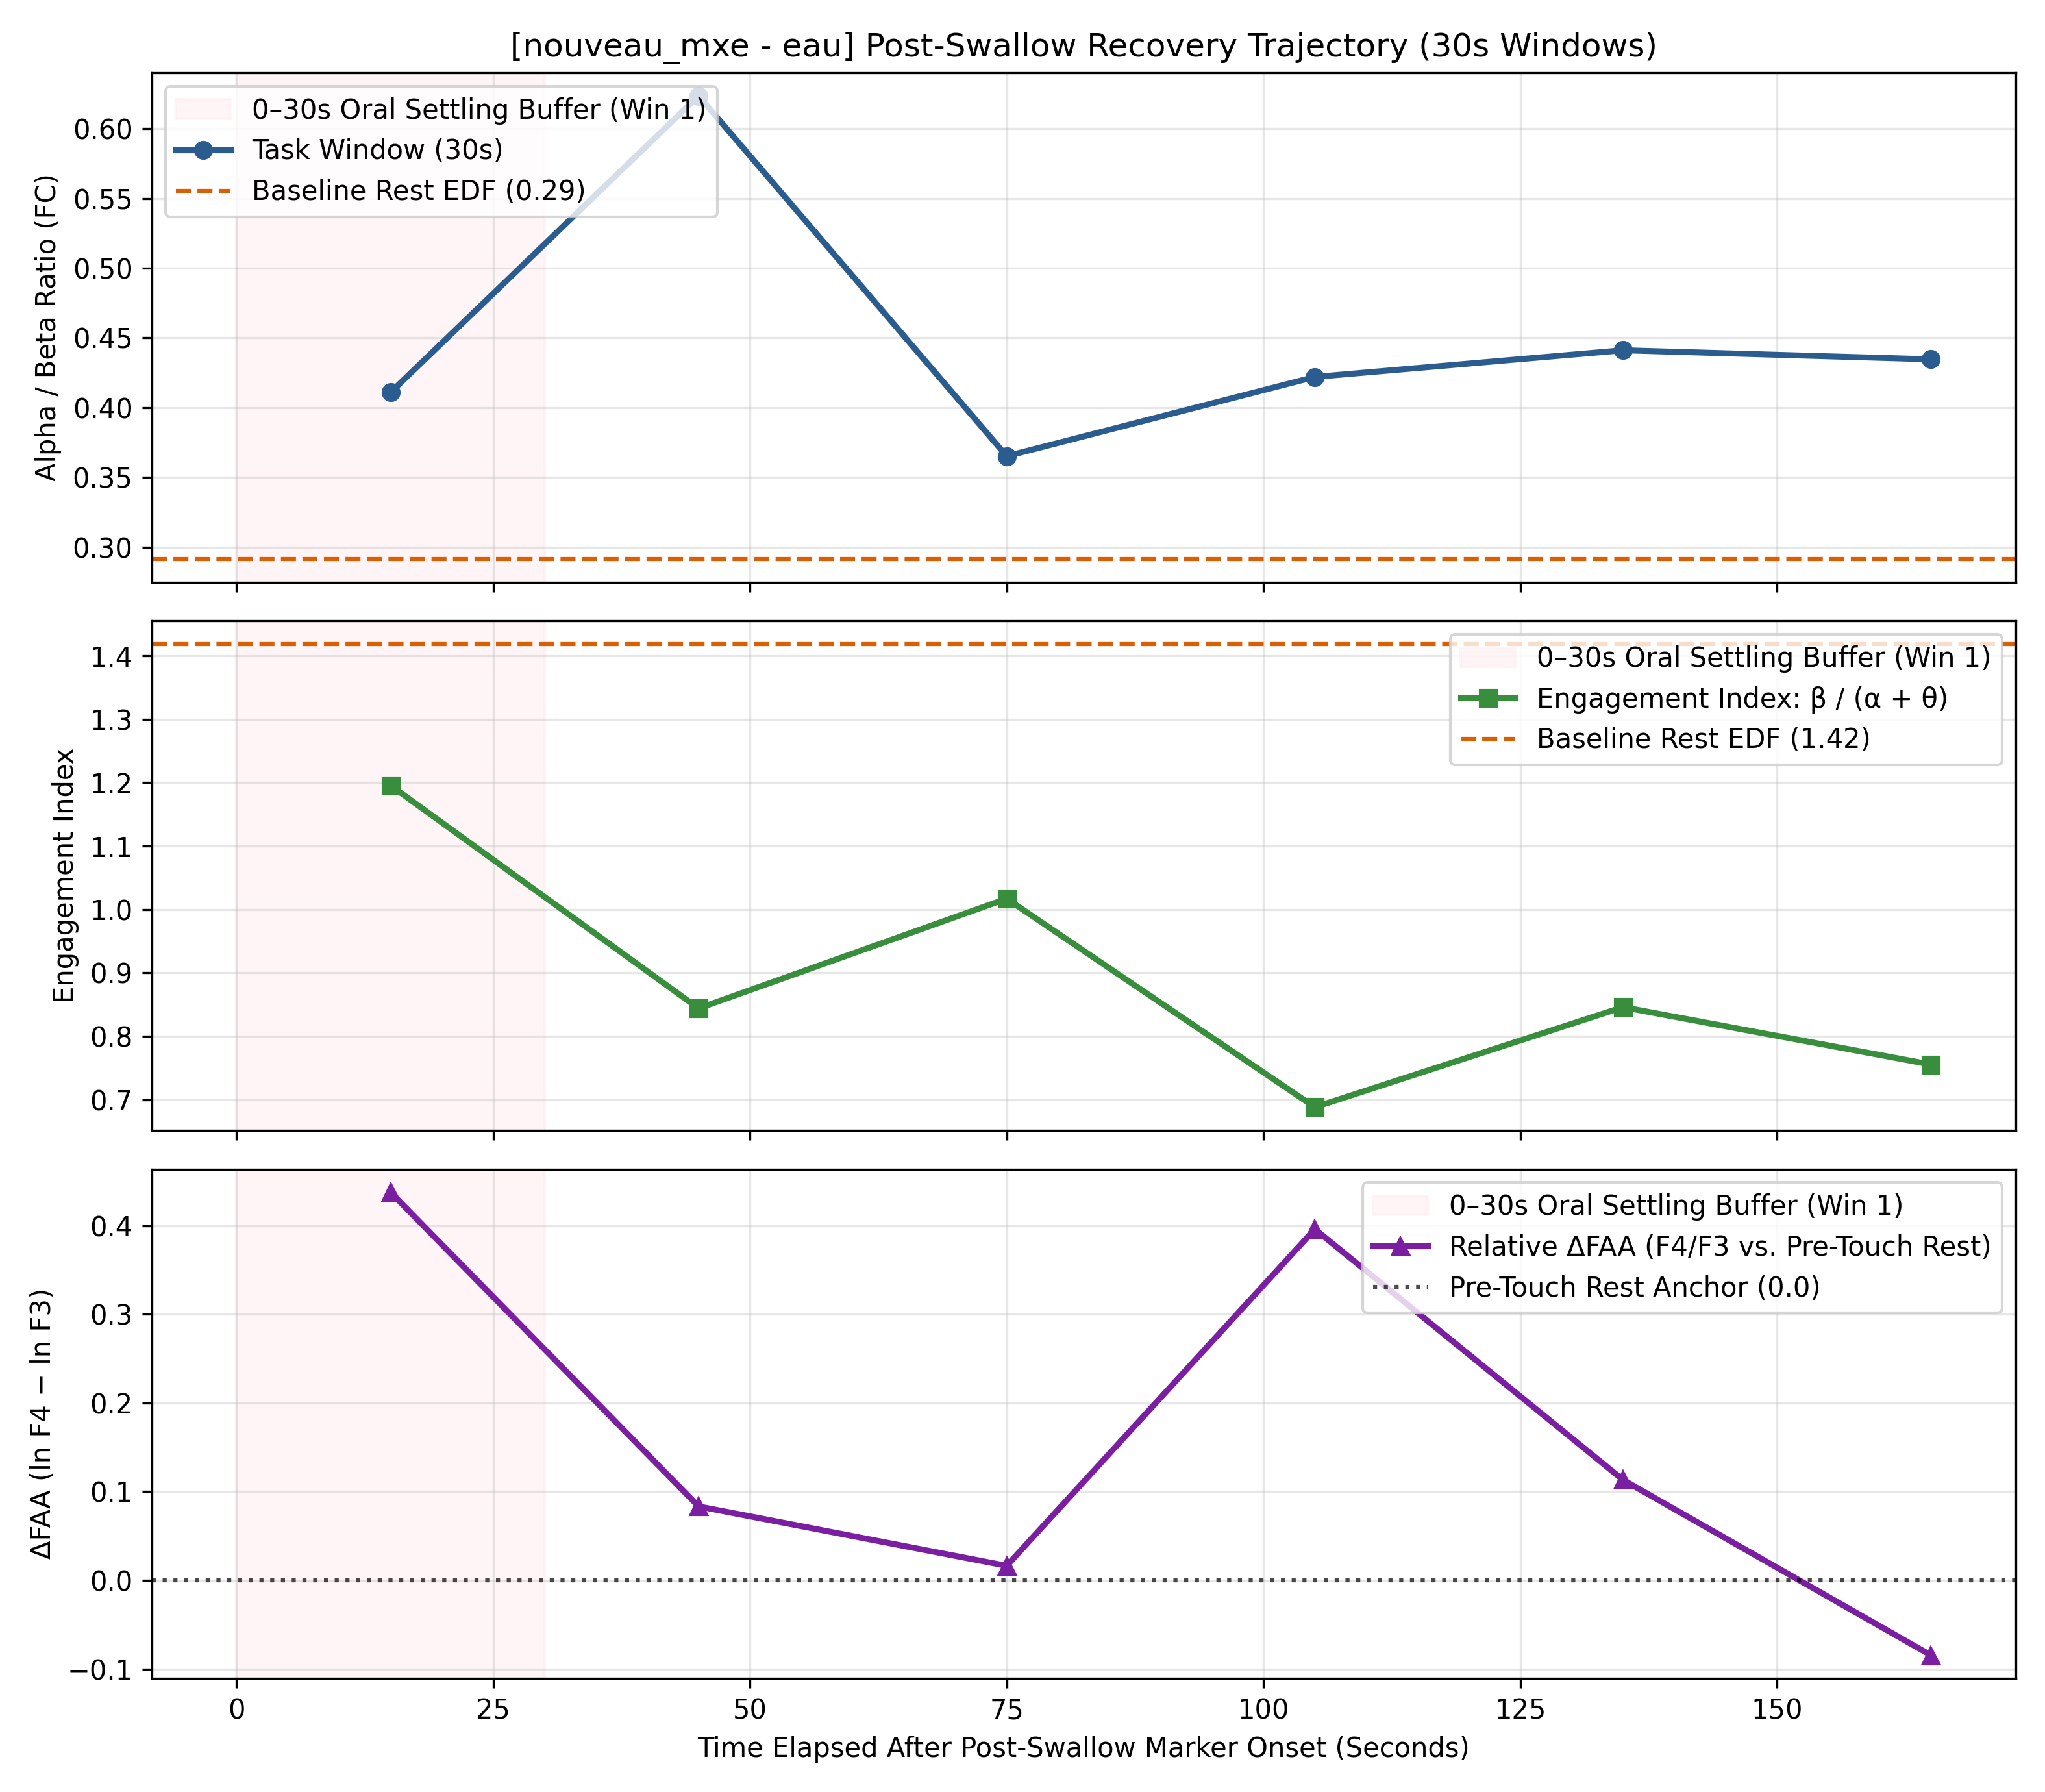 [nouveau_mxe - eau] Post-Swallow Recovery Trajectory (30s Windows)
0–30s Oral Settling Buffer (Win 1)
Task Window (30s)
Baseline Rest EDF (0.29)
Alpha / Beta Ratio (FC)
0.60
0.55
0.50
0.45
0.40
0.35
0.30
0–30s Oral Settling Buffer (Win 1)
Engagement Index: β / (α + θ)
Baseline Rest EDF (1.42)
Engagement Index
1.4
1.3
1.2
1.1
1.0
0.9
0.8
0.7
0–30s Oral Settling Buffer (Win 1)
Relative ΔFAA (F4/F3 vs. Pre-Touch Rest)
Pre-Touch Rest Anchor (0.0)
ΔFAA (ln F4 − ln F3)
0.4
0.3
0.2
0.1
0.0
−0.1
0 25 50 75 100 125 150
Time Elapsed After Post-Swallow Marker Onset (Seconds)